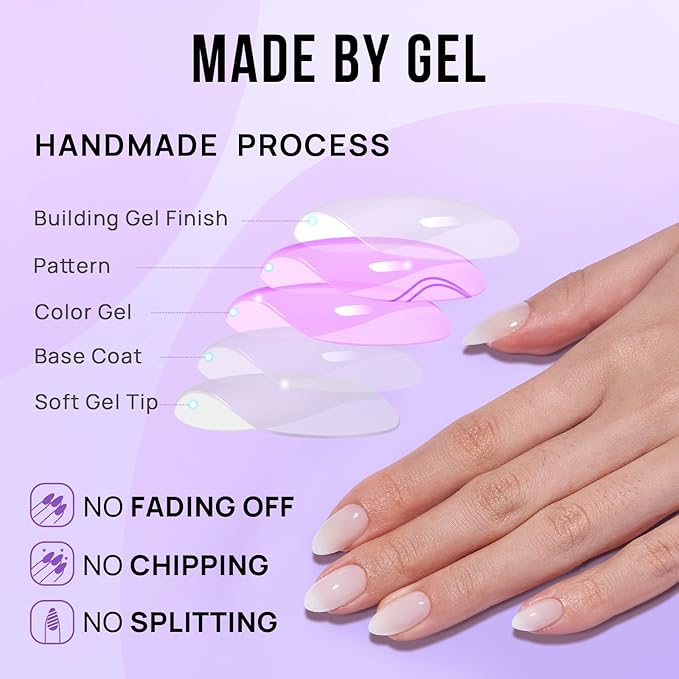 MADE BY GEL
HANDMADE PROCESS
Building Gel Finish
Pattern
Color Gel
Base Coat
Soft Gel Tip
NO FADING OFF
NO CHIPPING
NO SPLITTING